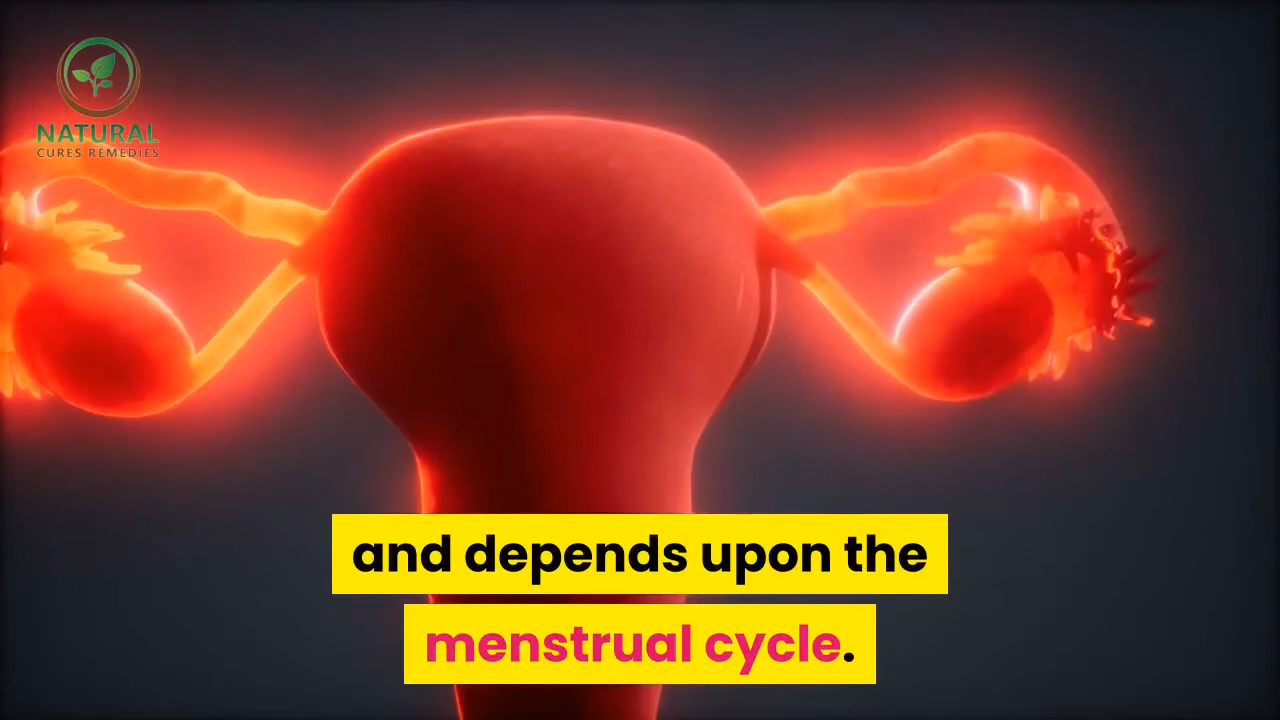 NATURAL
CURES REMEDIES
and depends upon the
menstrual cycle.